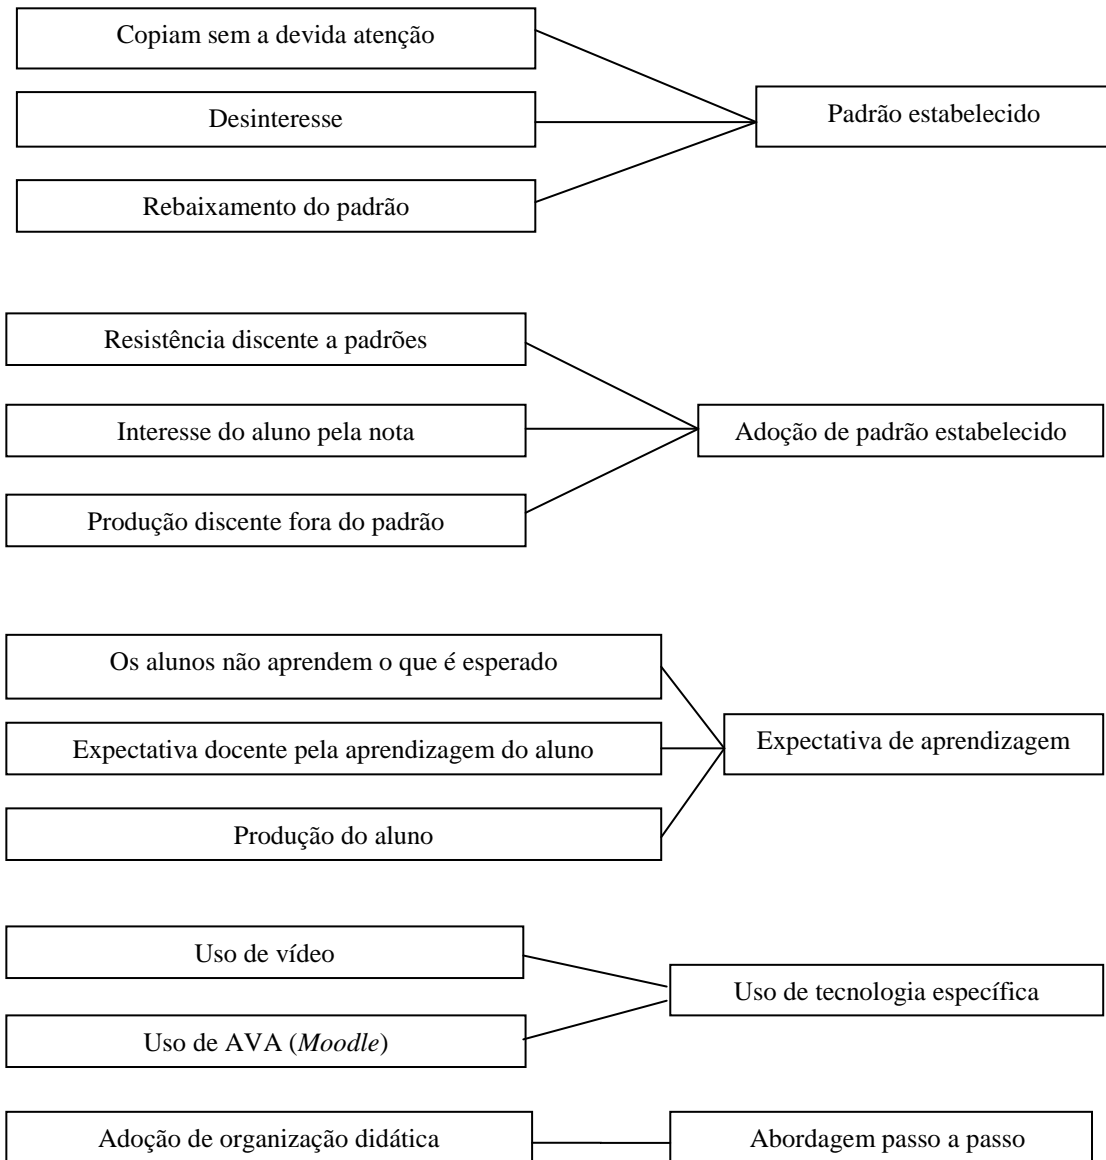 Copiam sem a devida atenção
Desinteresse
Rebaixamento do padrão
Padrão estabelecido
Resistência discente a padrões
Interesse do aluno pela nota
Produção discente fora do padrão
Adoção de padrão estabelecido
Os alunos não aprendem o que é esperado
Expectativa docente pela aprendizagem do aluno
Produção do aluno
Expectativa de aprendizagem
Uso de vídeo
Uso de AVA (Moodle)
Uso de tecnologia específica
Adoção de organização didática
Abordagem passo a passo